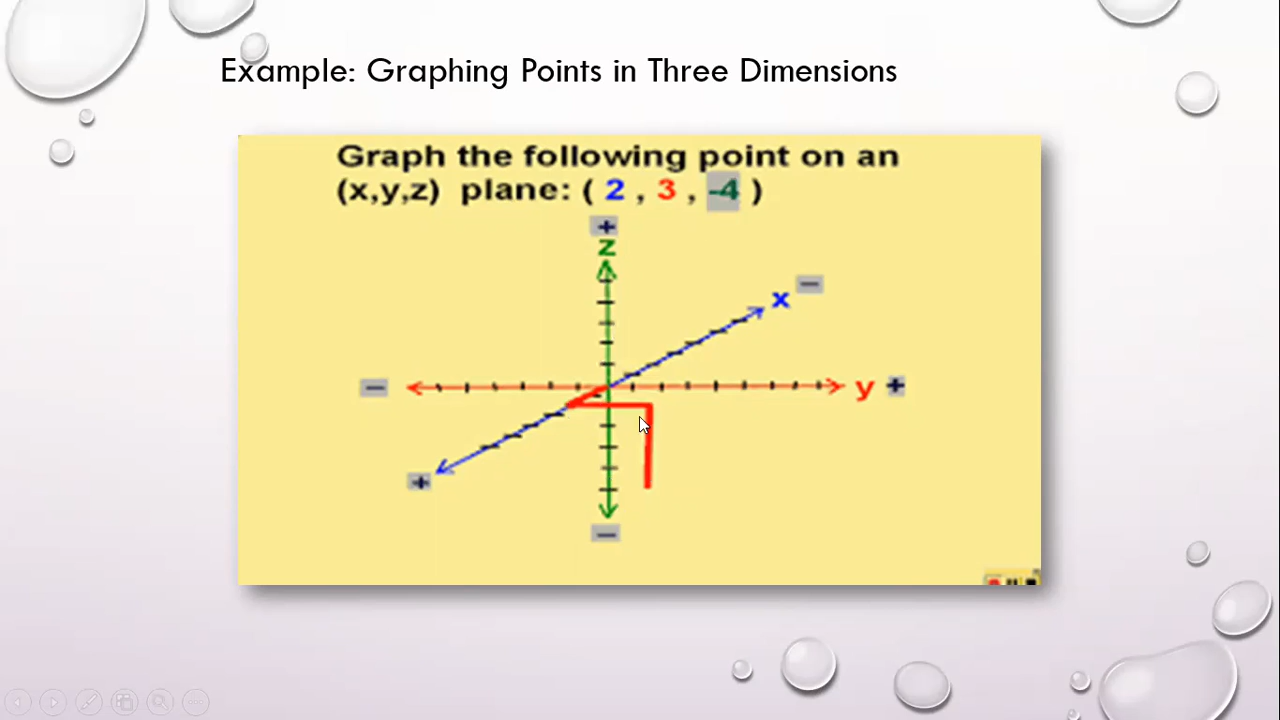 Example: Graphing Points in Three Dimensions
Graph the following point on an
(x,y,z) plane: ( 2 , 3 , -4 )
+
z
x −
− y +
+
−